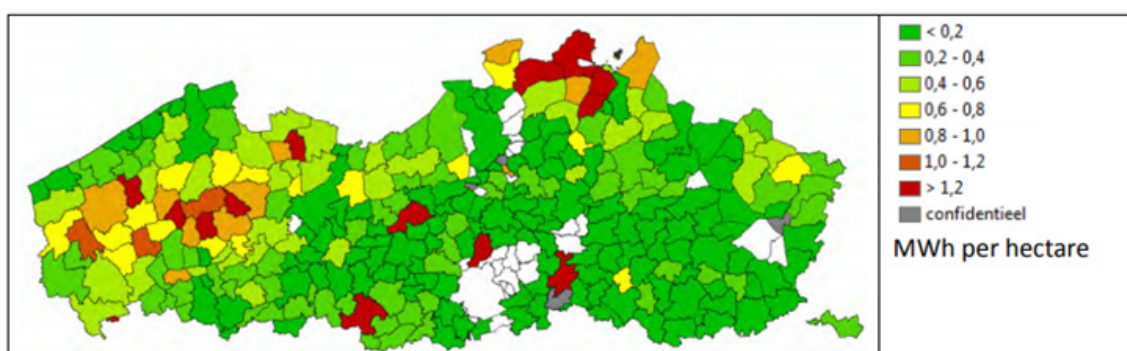 < 0,2
0,2 - 0,4
0,4 - 0,6
0,6 - 0,8
0,8 - 1,0
1,0 - 1,2
> 1,2
confidentieel
MWh per hectare